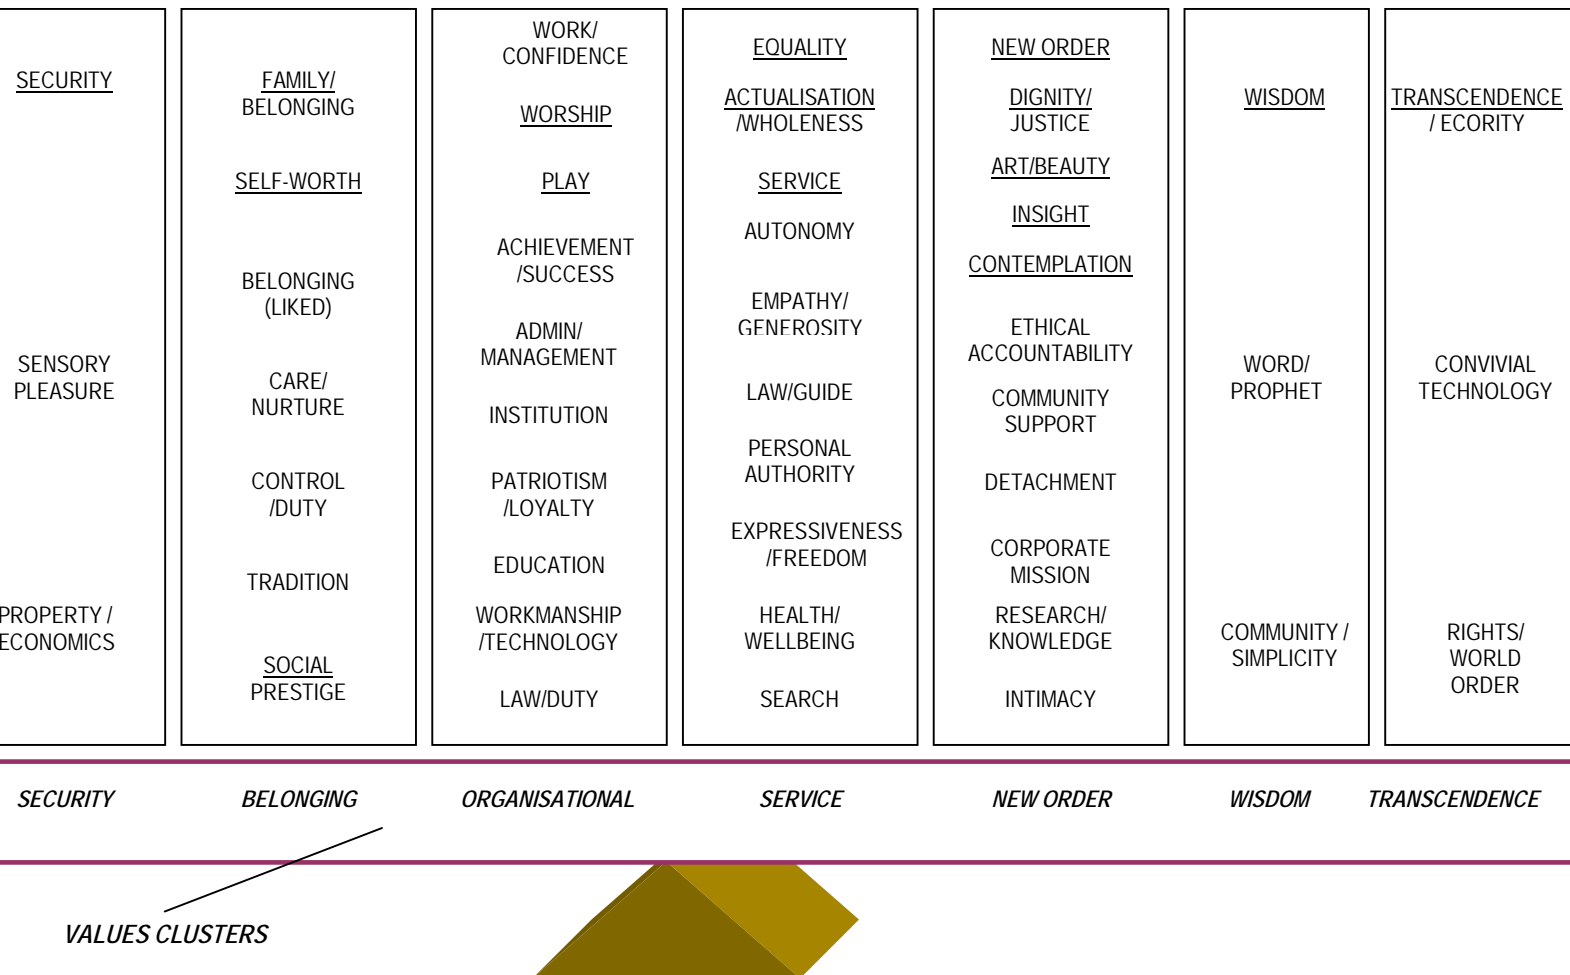 SECURITY
SENSORY
PLEASURE
PROPERTY /
ECONOMICS
FAMILY/
BELONGING
SELF-WORTH
BELONGING
(LIKED)
CARE/
NURTURE
CONTROL
/DUTY
TRADITION
SOCIAL
PRESTIGE
WORK/
CONFIDENCE
WORSHIP
PLAY
ACHIEVEMENT
/SUCCESS
ADMIN/
MANAGEMENT
INSTITUTION
PATRIOTISM
/LOYALTY
EDUCATION
WORKMANSHIP
/TECHNOLOGY
LAW/DUTY
EQUALITY
ACTUALISATION
/WHOLENESS
SERVICE
AUTONOMY
EMPATHY/
GENEROSITY
LAW/GUIDE
PERSONAL
AUTHORITY
EXPRESSIVENESS
/FREEDOM
HEALTH/
WELLBEING
SEARCH
NEW ORDER
DIGNITY/
JUSTICE
ART/BEAUTY
INSIGHT
CONTEMPLATION
ETHICAL
ACCOUNTABILITY
COMMUNITY
SUPPORT
DETACHMENT
CORPORATE
MISSION
RESEARCH/
KNOWLEDGE
INTIMACY
WISDOM
WORD/
PROPHET
COMMUNITY /
SIMPLICITY
TRANSCENDENCE
/ ECORITY
CONVIVIAL
TECHNOLOGY
RIGHTS/
WORLD
ORDER
SECURITY BELONGING ORGANISATIONAL SERVICE NEW ORDER WISDOM TRANSCENDENCE
VALUES CLUSTERS